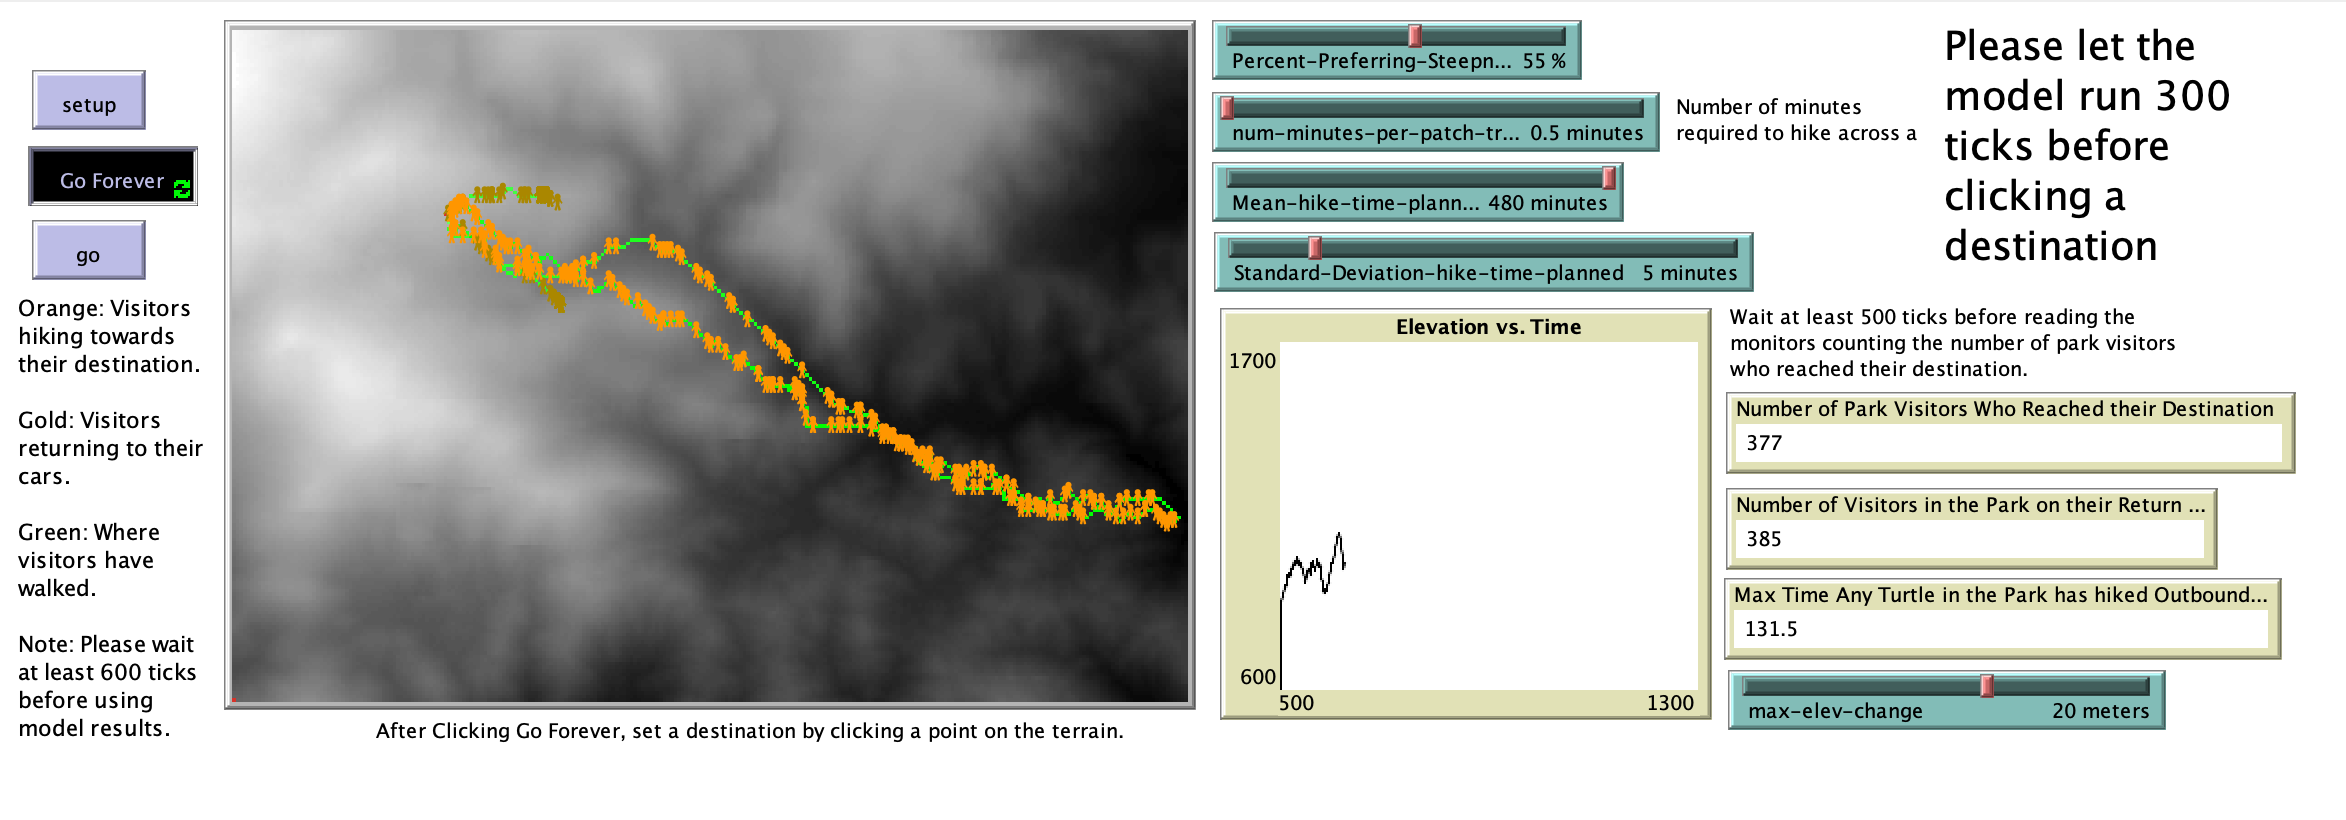 setup
Go Forever
go
Orange: Visitors
hiking towards
their destination.
Gold: Visitors
returning to their
cars.
Green: Where
visitors have
walked.
Note: Please wait
at least 600 ticks
before using
model results.
After Clicking Go Forever, set a destination by clicking a point on the terrain.
Percent-Preferring-Steepn... 55 %
num-minutes-per-patch-tr... 0.5 minutes
Number of minutes
required to hike across a
Mean-hike-time-plann... 480 minutes
Standard-Deviation-hike-time-planned 5 minutes
Please let the
model run 300
ticks before
clicking a
destination
Elevation vs. Time
1700
600
500 1300
Wait at least 500 ticks before reading the
monitors counting the number of park visitors
who reached their destination.
Number of Park Visitors Who Reached their Destination
377
Number of Visitors in the Park on their Return ...
385
Max Time Any Turtle in the Park has hiked Outbound...
131.5
max-elev-change 20 meters